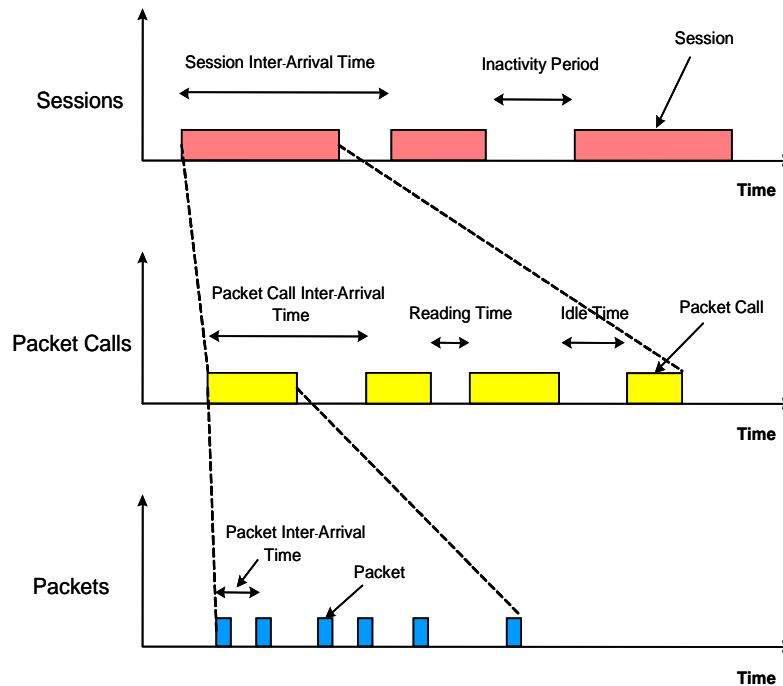 Session
Session Inter-Arrival Time
Inactivity Period
Sessions
Time
Packet Call Inter-Arrival
Time
Reading Time
Idle Time
Packet Call
Packet Calls
Time
Packet Inter-Arrival
Time
Packet
Packets
Time